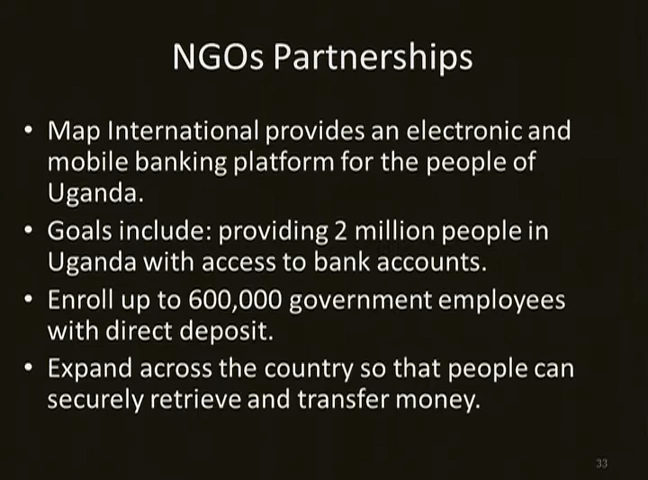 NGOs Partnerships
• Map International provides an electronic and
mobile banking platform for the people of
Uganda.
• Goals include: providing 2 million people in
Uganda with access to bank accounts.
• Enroll up to 600,000 government employees
with direct deposit.
• Expand across the country so that people can
securely retrieve and transfer money.
33